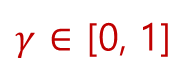 γ ∈ [0, 1]